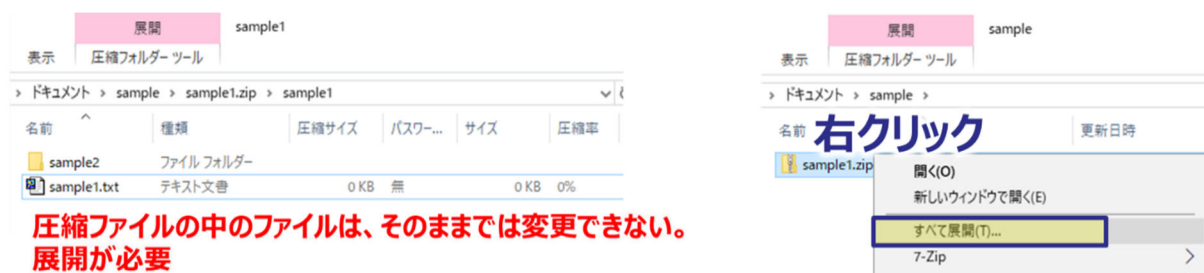 展開
sample1
表示
圧縮フォルダー ツール
› ドキュメント › sample › sample1.zip › sample1
名前
種類
圧縮サイズ
パスワー...
サイズ
圧縮率
sample2
ファイル フォルダー
sample1.txt
テキスト文書
0 KB
無
0 KB
0%
圧縮ファイルの中のファイルは、そのままでは変更できない。
展開が必要
展開
sample
表示
圧縮フォルダー ツール
› ドキュメント › sample ›
名前
右クリック
更新日時
sample1.zip
開く(O)
新しいウィンドウで開く(E)
すべて展開(T)...
7-Zip